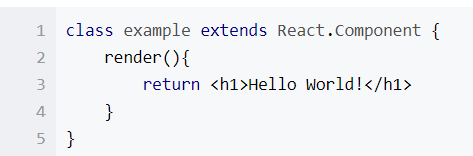 1 class example extends React.Component {
2     render(){
3         return <h1>Hello World!</h1>
4     }
5 }